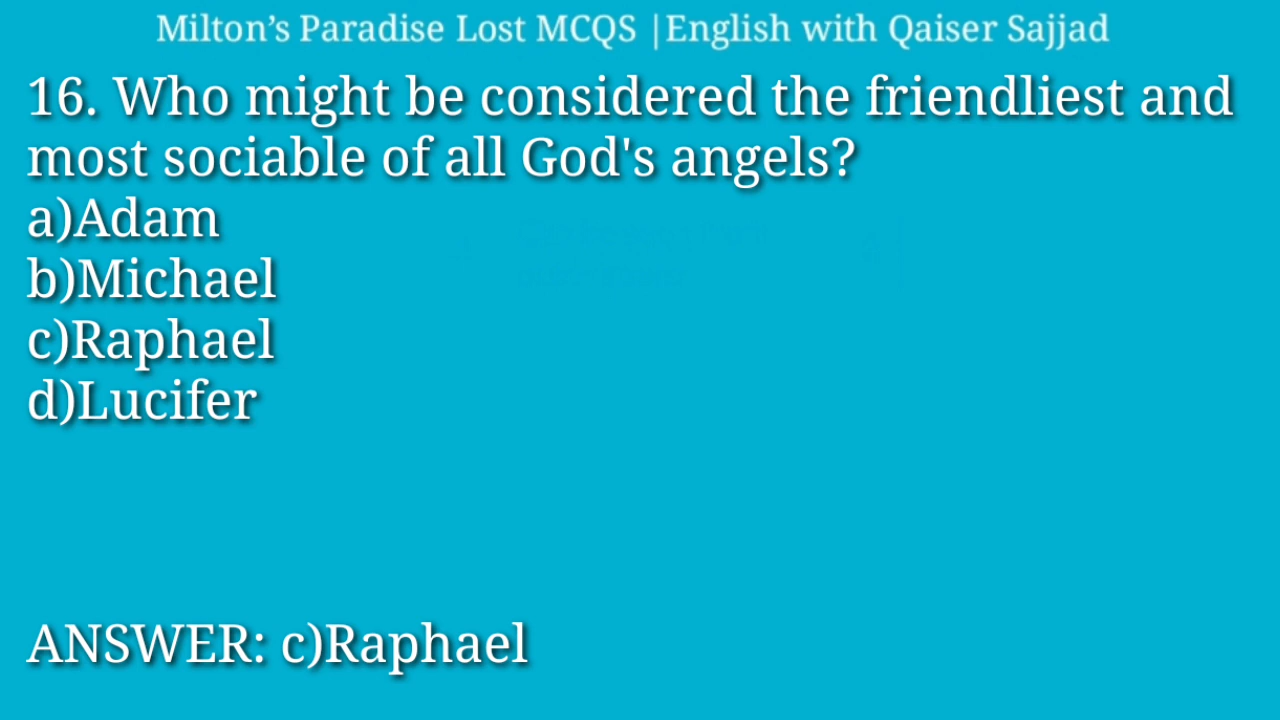 Milton’s Paradise Lost MCQS |English with Qaiser Sajjad
16. Who might be considered the friendliest and
most sociable of all God's angels?
a)Adam
b)Michael
c)Raphael
d)Lucifer
ANSWER: c)Raphael